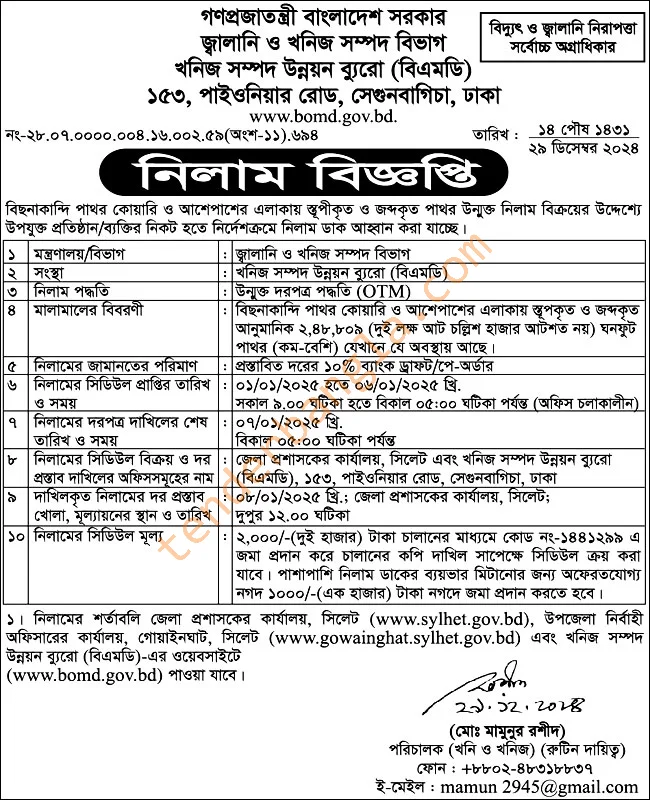 গণপ্রজাতন্ত্রী বাংলাদেশ সরকার
জ্বালানি ও খনিজ সম্পদ বিভাগ
খনিজ সম্পদ উন্নয়ন ব্যুরো (বিএমডি)
১৫৩, পাইওনিয়ার রোড, সেগুনবাগিচা, ঢাকা
www.bomd.gov.bd.
বিদ্যুৎ ও জ্বালানি নিরাপত্তা
সর্বোচ্চ অগ্রাধিকার
নং-২৮.০৭.০০০০.০০৪.১৬.০০২.৫৯(অংশ-১১).৬৯৪
তারিখ : ১৪ পৌষ ১৪৩১
২৯ ডিসেম্বর ২০২৪
নিলাম বিজ্ঞপ্তি
বিছনাকান্দি পাথর কোয়ারি ও আশেপাশের এলাকায় স্তূপীকৃত ও জব্দকৃত পাথর উন্মুক্ত নিলাম বিক্রয়ের উদ্দেশ্যে
উপযুক্ত প্রতিষ্ঠান/ব্যক্তির নিকট হতে নির্দেশক্রমে নিলাম ডাক আহ্বান করা যাচ্ছে।
১ মন্ত্রণালয়/বিভাগ : জ্বালানি ও খনিজ সম্পদ বিভাগ
২ সংস্থা : খনিজ সম্পদ উন্নয়ন ব্যুরো (বিএমডি)
৩ নিলাম পদ্ধতি : উন্মুক্ত দরপত্র পদ্ধতি (OTM)
৪ মালামালের বিবরণী : বিছনাকান্দি পাথর কোয়ারি ও আশেপাশের এলাকায় স্তূপকৃত ও জব্দকৃত
আনুমানিক ২,৪৮,৮০৯ (দুই লক্ষ আট চল্লিশ হাজার আটশত নয়) ঘনফুট
পাথর (কম-বেশি) যেখানে যে অবস্থায় আছে।
৫ নিলামের জামানতের পরিমাণ : প্রস্তাবিত দরের ১০% ব্যাংক ড্রাফট/পে-অর্ডার
৬ নিলামের সিডিউল প্রাপ্তির তারিখ : ০১/০১/২০২৫ হতে ০৬/০১/২০২৫ খ্রি.
ও সময় সকাল ৯.০০ ঘটিকা হতে বিকাল ০৫:০০ ঘটিকা পর্যন্ত (অফিস চলাকালীন)
৭ নিলামের দরপত্র দাখিলের শেষ : ০৭/০১/২০২৫ খ্রি.
তারিখ ও সময় বিকাল ০৫:০০ ঘটিকা পর্যন্ত
৮ নিলামের সিডিউল বিক্রয় ও দর : জেলা প্রশাসকের কার্যালয়, সিলেট এবং খনিজ সম্পদ উন্নয়ন ব্যুরো
প্রস্তাব দাখিলের অফিসসমূহের নাম (বিএমডি), ১৫৩, পাইওনিয়ার রোড, সেগুনবাগিচা, ঢাকা
৯ দাখিলকৃত নিলামের দর প্রস্তাব : ০৮/০১/২০২৫ খ্রি.; জেলা প্রশাসকের কার্যালয়, সিলেট;
খোলা, মূল্যায়নের স্থান ও তারিখ দুপুর ১২.০০ ঘটিকা
১০ নিলামের সিডিউল মূল্য : ২,০০০/-(দুই হাজার) টাকা চালানের মাধ্যমে কোড নং-১৪৪১২৯৯ এ
জমা প্রদান করে চালানের কপি দাখিল সাপেক্ষে সিডিউল ক্রয় করা
যাবে। পাশাপাশি নিলাম ডাকের ব্যয়ভার মিটানোর জন্য অফেরতযোগ্য
নগদ ১০০০/-(এক হাজার) টাকা নগদে জমা প্রদান করতে হবে।
১। নিলামের শর্তাবলি জেলা প্রশাসকের কার্যালয়, সিলেট (www.sylhet.gov.bd), উপজেলা নির্বাহী
অফিসারের কার্যালয়, গোয়াইনঘাট, সিলেট (www.gowainghat.sylhet.gov.bd) এবং খনিজ সম্পদ
উন্নয়ন ব্যুরো (বিএমডি)-এর ওয়েবসাইটে
(www.bomd.gov.bd) পাওয়া যাবে।
২৯.১২.২০২৪
(মোঃ মামুনুর রশীদ)
পরিচালক (খনি ও খনিজ) (রুটিন দায়িত্ব)
ফোন : +৮৮০২-৪৮৩১৮৮৩৭
ই-মেইল : mamun 2945@gmail.com
tenderbangla.com